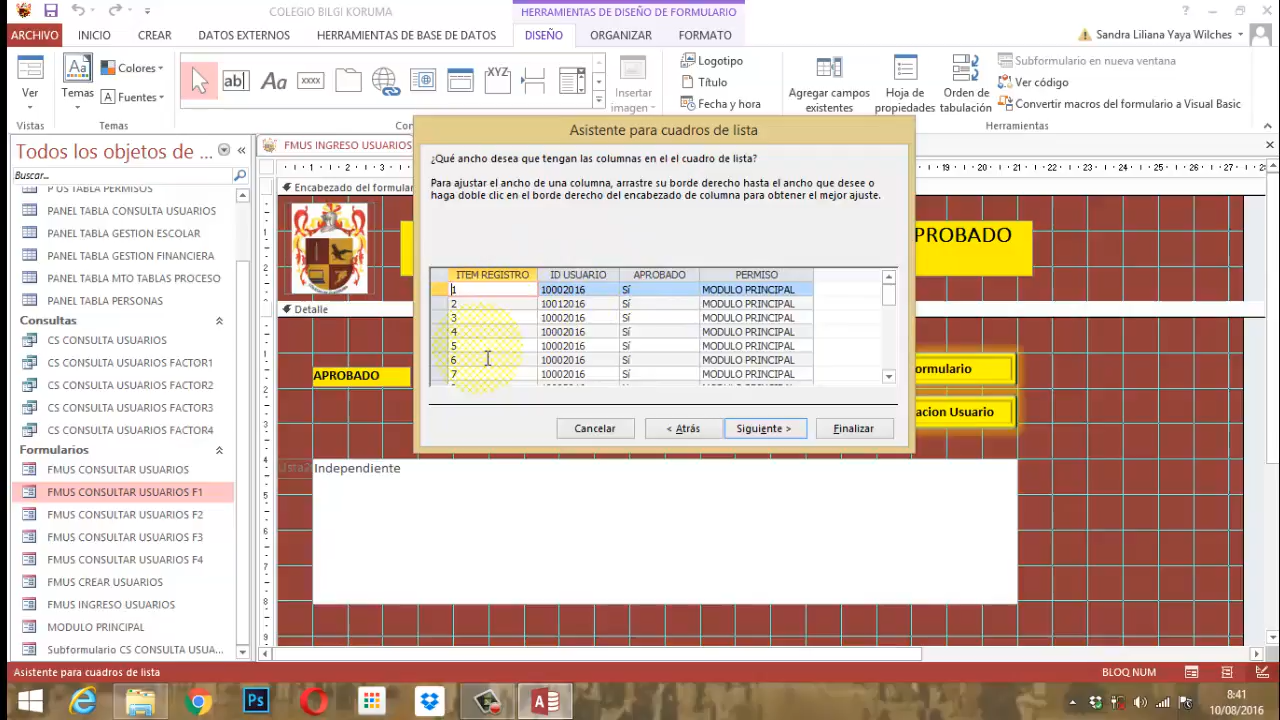 COLEGIO BILGI KORUMA
HERRAMIENTAS DE DISEÑO DE FORMULARIO
ARCHIVO INICIO CREAR DATOS EXTERNOS HERRAMIENTAS DE BASE DE DATOS DISEÑO ORGANIZAR FORMATO
Sandra Liliana Yaya Wilches
Ver
Vistas
Temas
Colores
Fuentes
Temas
ab|
Aa
xxxx
XYZ
Insertar
imagen
Logotipo
Título
Fecha y hora
Agregar campos
existentes
Hoja de
propiedades
Orden de
tabulación
Subformulario en nueva ventana
Ver código
Convertir macros del formulario a Visual Basic
Herramientas
Todos los objetos de ...
Buscar...
PANEL TABLA CONSULTA USUARIOS
PANEL TABLA GESTION ESCOLAR
PANEL TABLA GESTION FINANCIERA
PANEL TABLA MTO TABLAS PROCESO
PANEL TABLA PERSONAS
Consultas
CS CONSULTA USUARIOS
CS CONSULTA USUARIOS FACTOR1
CS CONSULTA USUARIOS FACTOR2
CS CONSULTA USUARIOS FACTOR3
CS CONSULTA USUARIOS FACTOR4
Formularios
FMUS CONSULTAR USUARIOS
FMUS CONSULTAR USUARIOS F1
FMUS CONSULTAR USUARIOS F2
FMUS CONSULTAR USUARIOS F3
FMUS CONSULTAR USUARIOS F4
FMUS CREAR USUARIOS
FMUS INGRESO USUARIOS
MODULO PRINCIPAL
Subformulario CS CONSULTA USUA...
FMUS INGRESO USUARIOS
Encabezado del formular
PROBADO
Detalle
APROBADO
ormulario
acion Usuario
Independiente
Asistente para cuadros de lista
¿Qué ancho desea que tengan las columnas en el el cuadro de lista?
Para ajustar el ancho de una columna, arrastre su borde derecho hasta el ancho que desee o
haga doble clic en el borde derecho del encabezado de columna para obtener el mejor ajuste.
ITEM REGISTRO ID USUARIO APROBADO PERMISO
1 10002016 Sí MODULO PRINCIPAL
2 10012016 Sí MODULO PRINCIPAL
3 10002016 Sí MODULO PRINCIPAL
4 10002016 Sí MODULO PRINCIPAL
5 10002016 Sí MODULO PRINCIPAL
6 10002016 Sí MODULO PRINCIPAL
7 10002016 Sí MODULO PRINCIPAL
Cancelar < Atrás Siguiente > Finalizar
Asistente para cuadros de lista
BLOQ NUM
8:41
10/08/2016